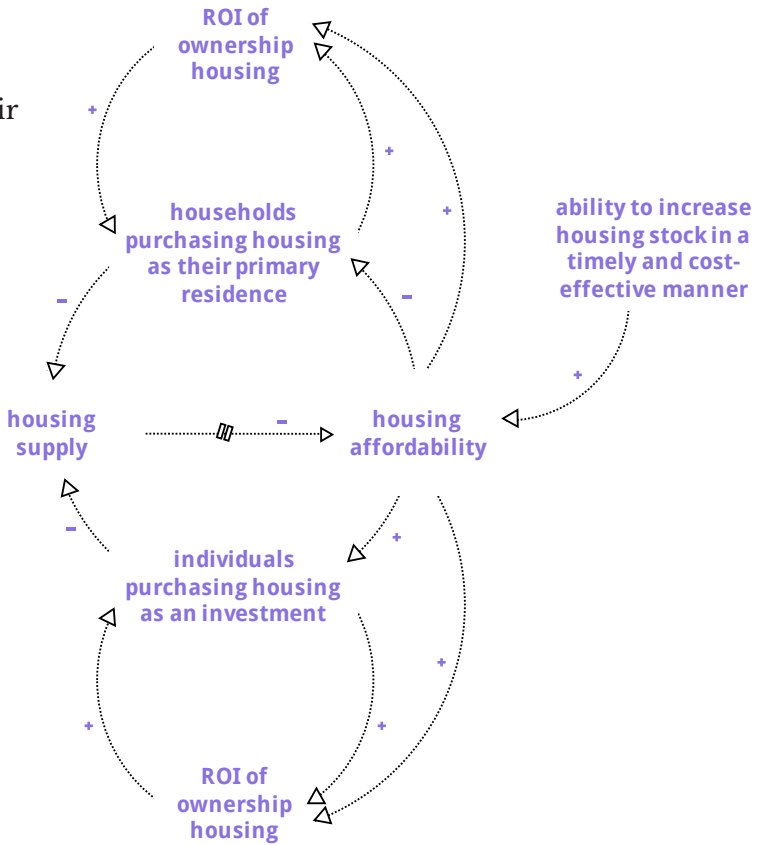 ROI of
ownership
housing
+
ir
+
+
households
purchasing housing
as their primary
residence
ability to increase
housing stock in a
timely and cost-
effective manner
-
-
+
housing
supply
-
housing
affordability
-
+
individuals
purchasing housing
as an investment
+
+
+
ROI of
ownership
housing